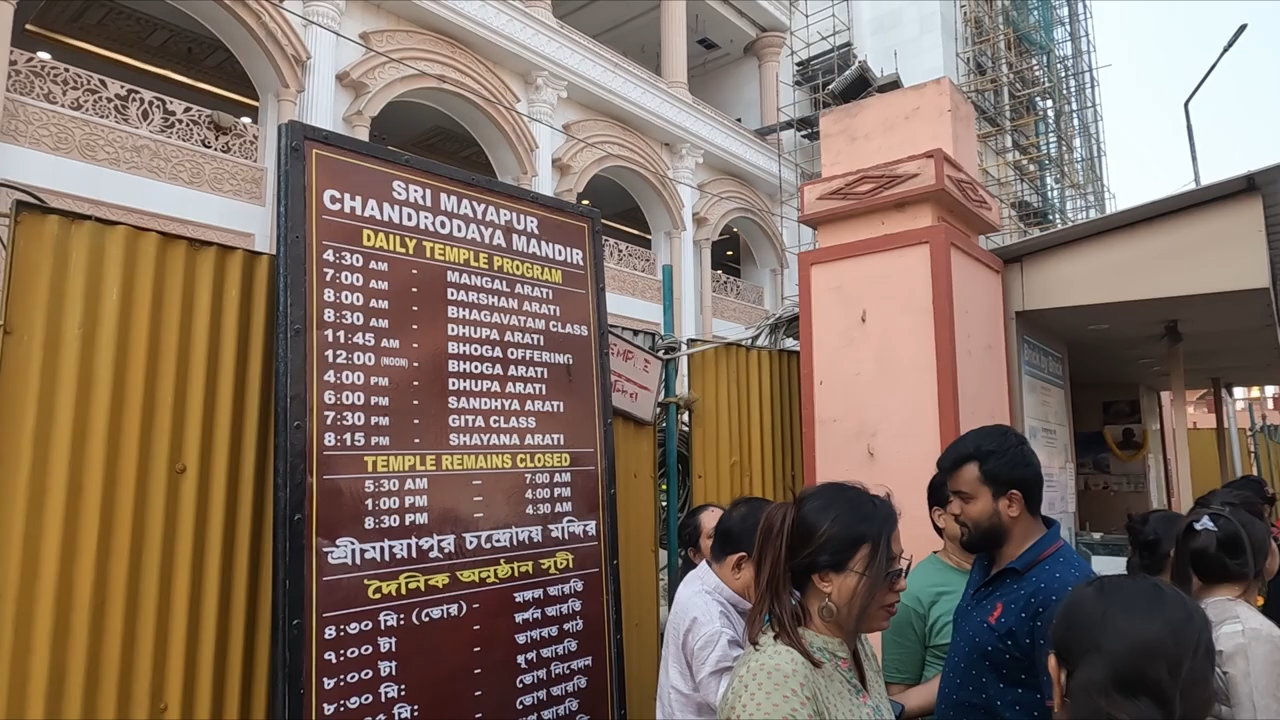 SRI MAYAPUR
CHANDRODAYA MANDIR
DAILY TEMPLE PROGRAM
4:30 AM - MANGAL ARATI
7:00 AM - DARSHAN ARATI
8:00 AM - BHAGAVATAM CLASS
8:30 AM - DHUPA ARATI
11:45 AM - BHOGA OFFERING
12:00 (NOON) - BHOGA ARATI
4:00 PM - DHUPA ARATI
6:00 PM - SANDHYA ARATI
7:30 PM - GITA CLASS
8:15 PM - SHAYANA ARATI
TEMPLE REMAINS CLOSED
5:30 AM – 7:00 AM
1:00 PM – 4:00 PM
8:30 PM – 4:30 AM
শ্রীমায়াপুর চন্দ্রোদয় মন্দির
দৈনিক অনুষ্ঠান সূচী
৪:৩০ মি: (ভোর) - মঙ্গল আরতি
৭:০০ টা - দর্শন আরতি
৮:০০ টা - ভাগবত পাঠ
৮:৩০ মি: - ধূপ আরতি
মি: - ভোগ নিবেদন
ভোগ আরতি
আরতি
EMPLE
Brick by Brick